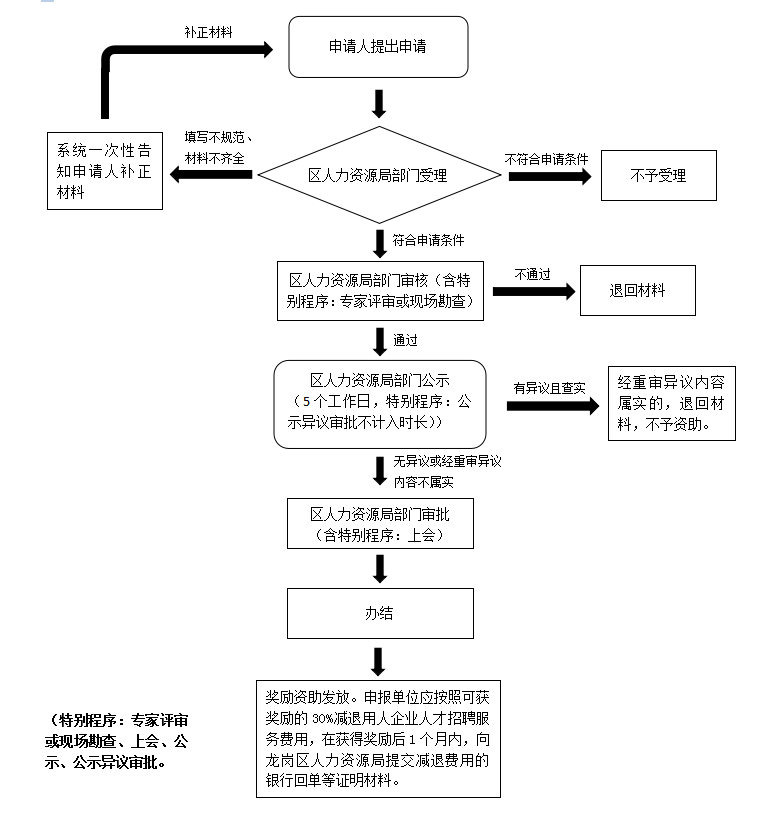 补正材料
申请人提出申请
系统一次性告
知申请人补正
材料
填写不规范、
材料不齐全
区人力资源局部门受理
不符合申请条件
不予受理
符合申请条件
区人力资源局部门审核（含特
别程序：专家评审或现场勘查）
不通过
退回材料
通过
区人力资源局部门公示
（5个工作日，特别程序：公
示异议审批不计入时长））
有异议且查实
经重审异议内容
属实的，退回材
料，不予资助。
无异议或经重审异议
内容不属实
区人力资源局部门审批
（含特别程序：上会）
办结
奖励资助发放。申报单位应按照可获
奖励的30%减退用人企业人才招聘服
务费用，在获得奖励后1个月内，向
龙岗区人力资源局提交减退费用的
银行回单等证明材料。
（特别程序：专家评审
或现场勘查、上会、公
示、公示异议审批。